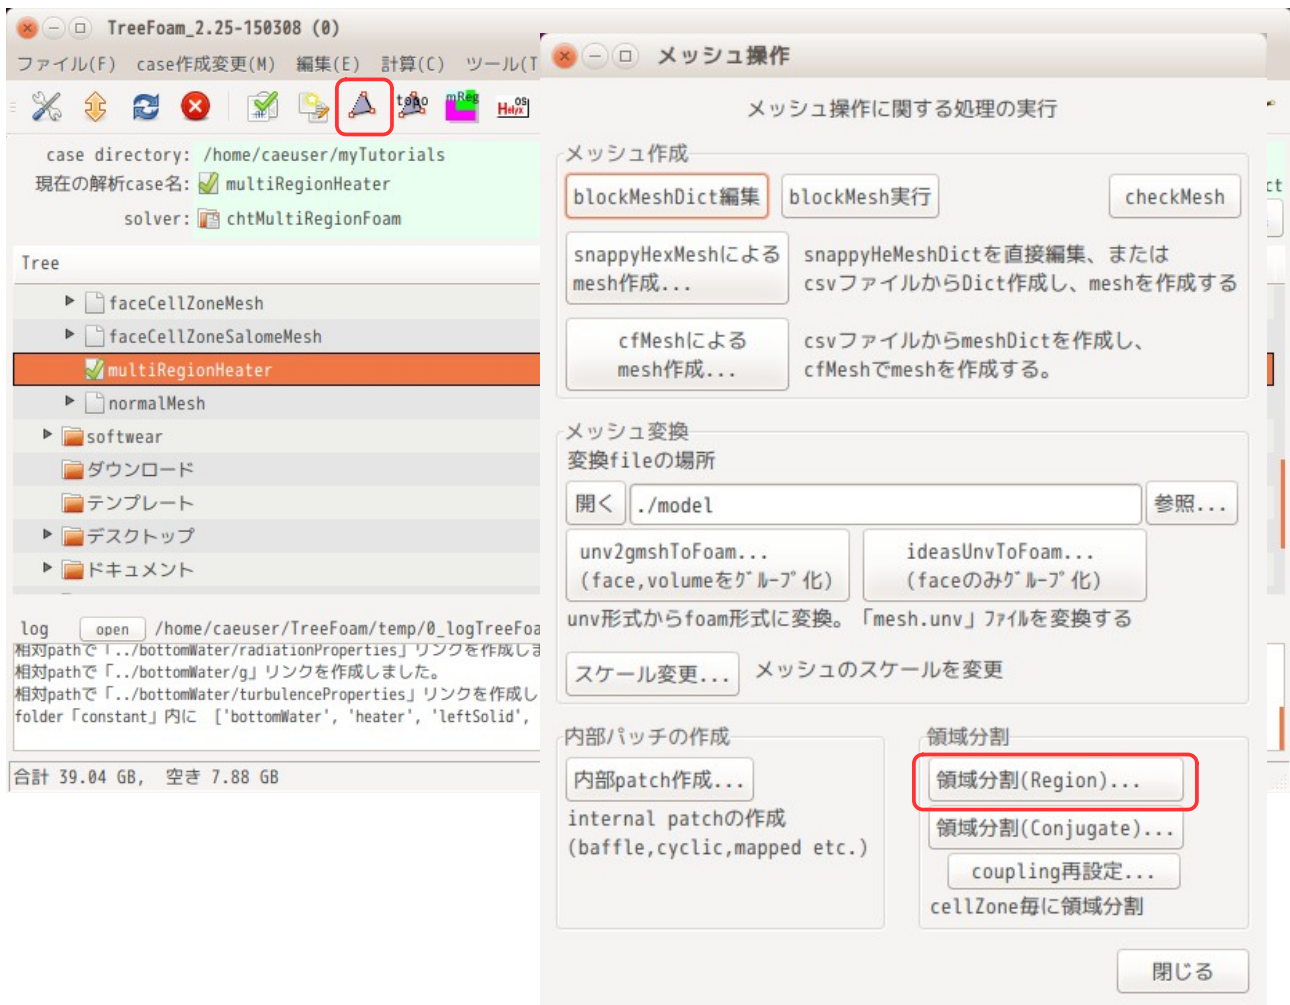 TreeFoam_2.25-150308 (0)
ファイル(F) case作成変更(M) 編集(E) 計算(C) ツール(T
topo
mReg
Helyx OS
case directory: /home/caeuser/myTutorials
現在の解析case名: multiRegionHeater
solver: chtMultiRegionFoam
Tree
faceCellZoneMesh
faceCellZoneSalomeMesh
multiRegionHeater
normalMesh
softwear
ダウンロード
テンプレート
デスクトップ
ドキュメント
log open /home/caeuser/TreeFoam/temp/0_logTreeFoa
相対pathで「../bottomWater/radiationProperties」リンクを作成しま
相対pathで「../bottomWater/g」リンクを作成しました。
相対pathで「../bottomWater/turbulenceProperties」リンクを作成し
folder「constant」内に ['bottomWater', 'heater', 'leftSolid',
合計 39.04 GB, 空き 7.88 GB
ct
メッシュ操作
メッシュ操作に関する処理の実行
メッシュ作成
blockMeshDict編集 blockMesh実行 checkMesh
snappyHexMeshによる
mesh作成...
snappyHeMeshDictを直接編集、または
csvファイルからDict作成し、meshを作成する
cfMeshによる
mesh作成...
csvファイルからmeshDictを作成し、
cfMeshでmeshを作成する。
メッシュ変換
変換fileの場所
開く ./model 参照...
unv2gmshToFoam...
(face,volumeをｸﾞﾙｰﾌﾟ化)
ideasUnvToFoam...
(faceのみｸﾞﾙｰﾌﾟ化)
unv形式からfoam形式に変換。「mesh.unv」ﾌｧｲﾙを変換する
スケール変更... メッシュのスケールを変更
内部パッチの作成
内部patch作成...
internal patchの作成
(baffle,cyclic,mapped etc.)
領域分割
領域分割(Region)...
領域分割(Conjugate)...
coupling再設定...
cellZone毎に領域分割
閉じる